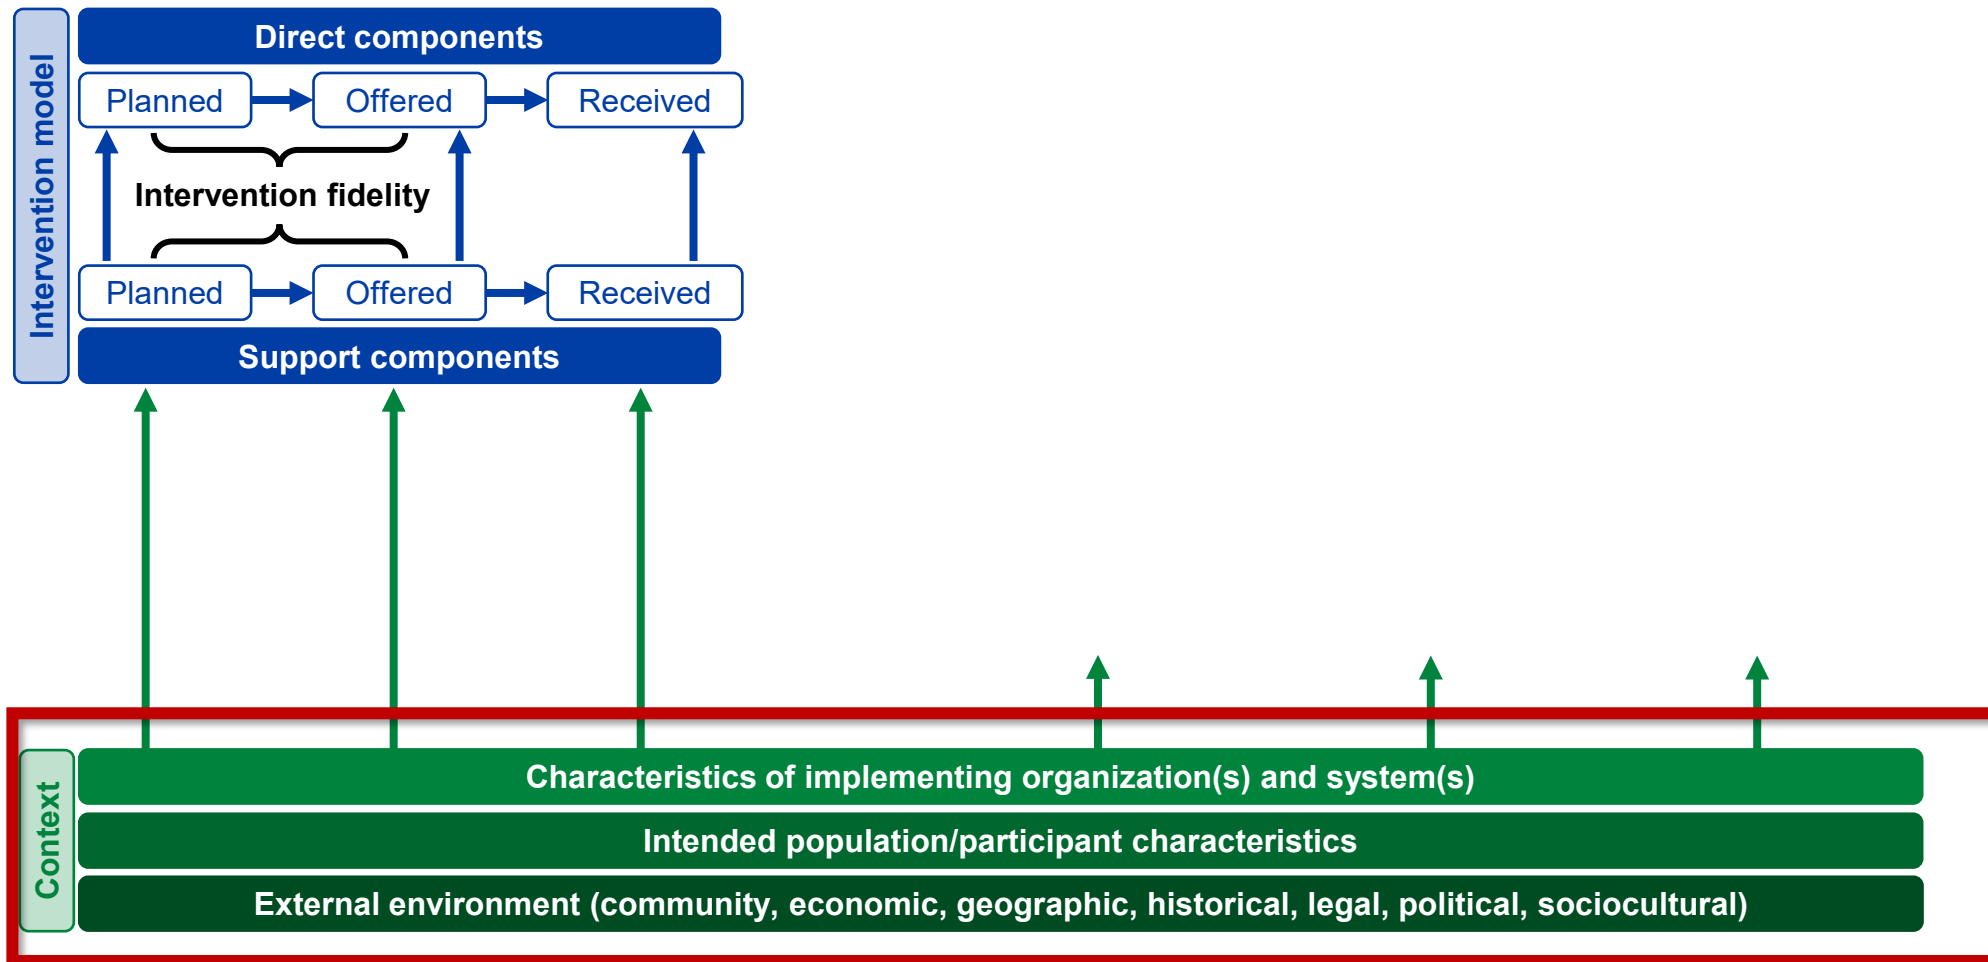 Intervention model
Direct components
Planned
Offered
Received
Intervention fidelity
Planned
Offered
Received
Support components
Context
Characteristics of implementing organization(s) and system(s)
Intended population/participant characteristics
External environment (community, economic, geographic, historical, legal, political, sociocultural)